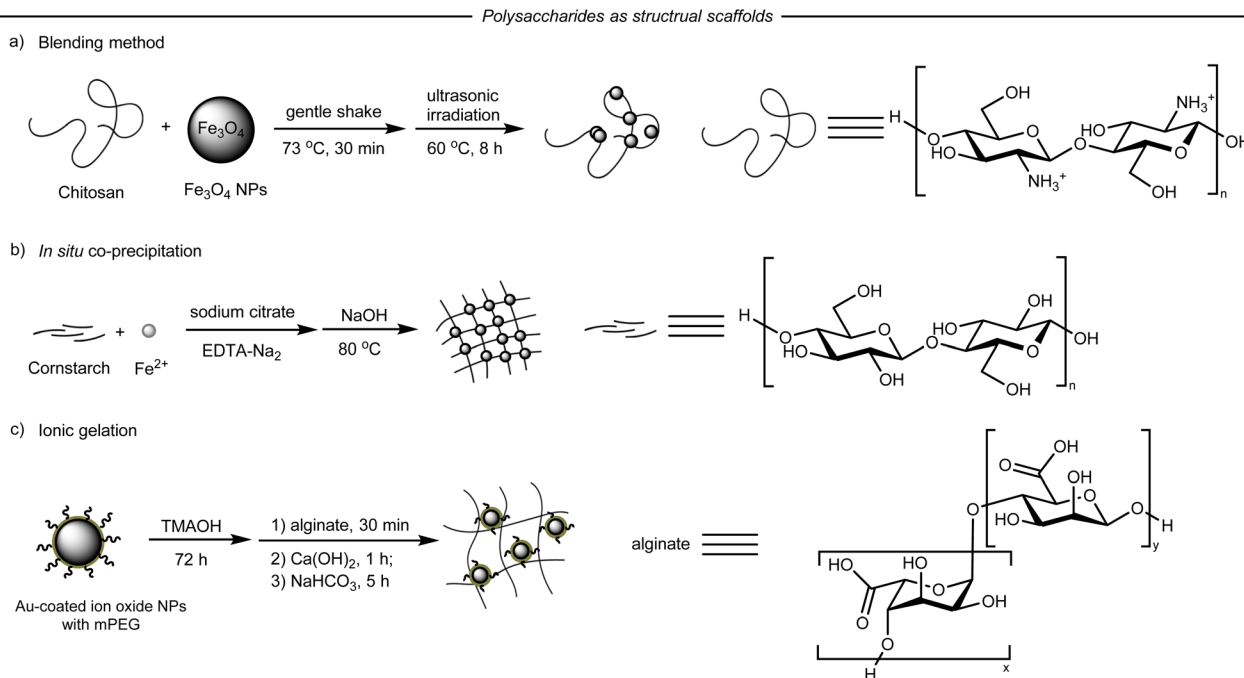 Polysaccharides as structrual scaffolds
a) Blending method
Chitosan
+
Fe₃O₄
Fe₃O₄ NPs
gentle shake
73 °C, 30 min
ultrasonic
irradiation
60 °C, 8 h
H
O
OH
O
HO
NH₃⁺
O
HO
NH₃⁺
O
OH
OH
n
b) In situ co-precipitation
Cornstarch
+
Fe²⁺
sodium citrate
EDTA-Na₂
NaOH
80 °C
H
O
OH
O
HO
OH
O
HO
OH
O
OH
OH
n
c) Ionic gelation
Au-coated ion oxide NPs
with mPEG
TMAOH
72 h
1) alginate, 30 min
2) Ca(OH)₂, 1 h;
3) NaHCO₃, 5 h
alginate
O
OH
OH
O
O
HO
O
H
y
HO
HO
O
O
OH
O
H
x